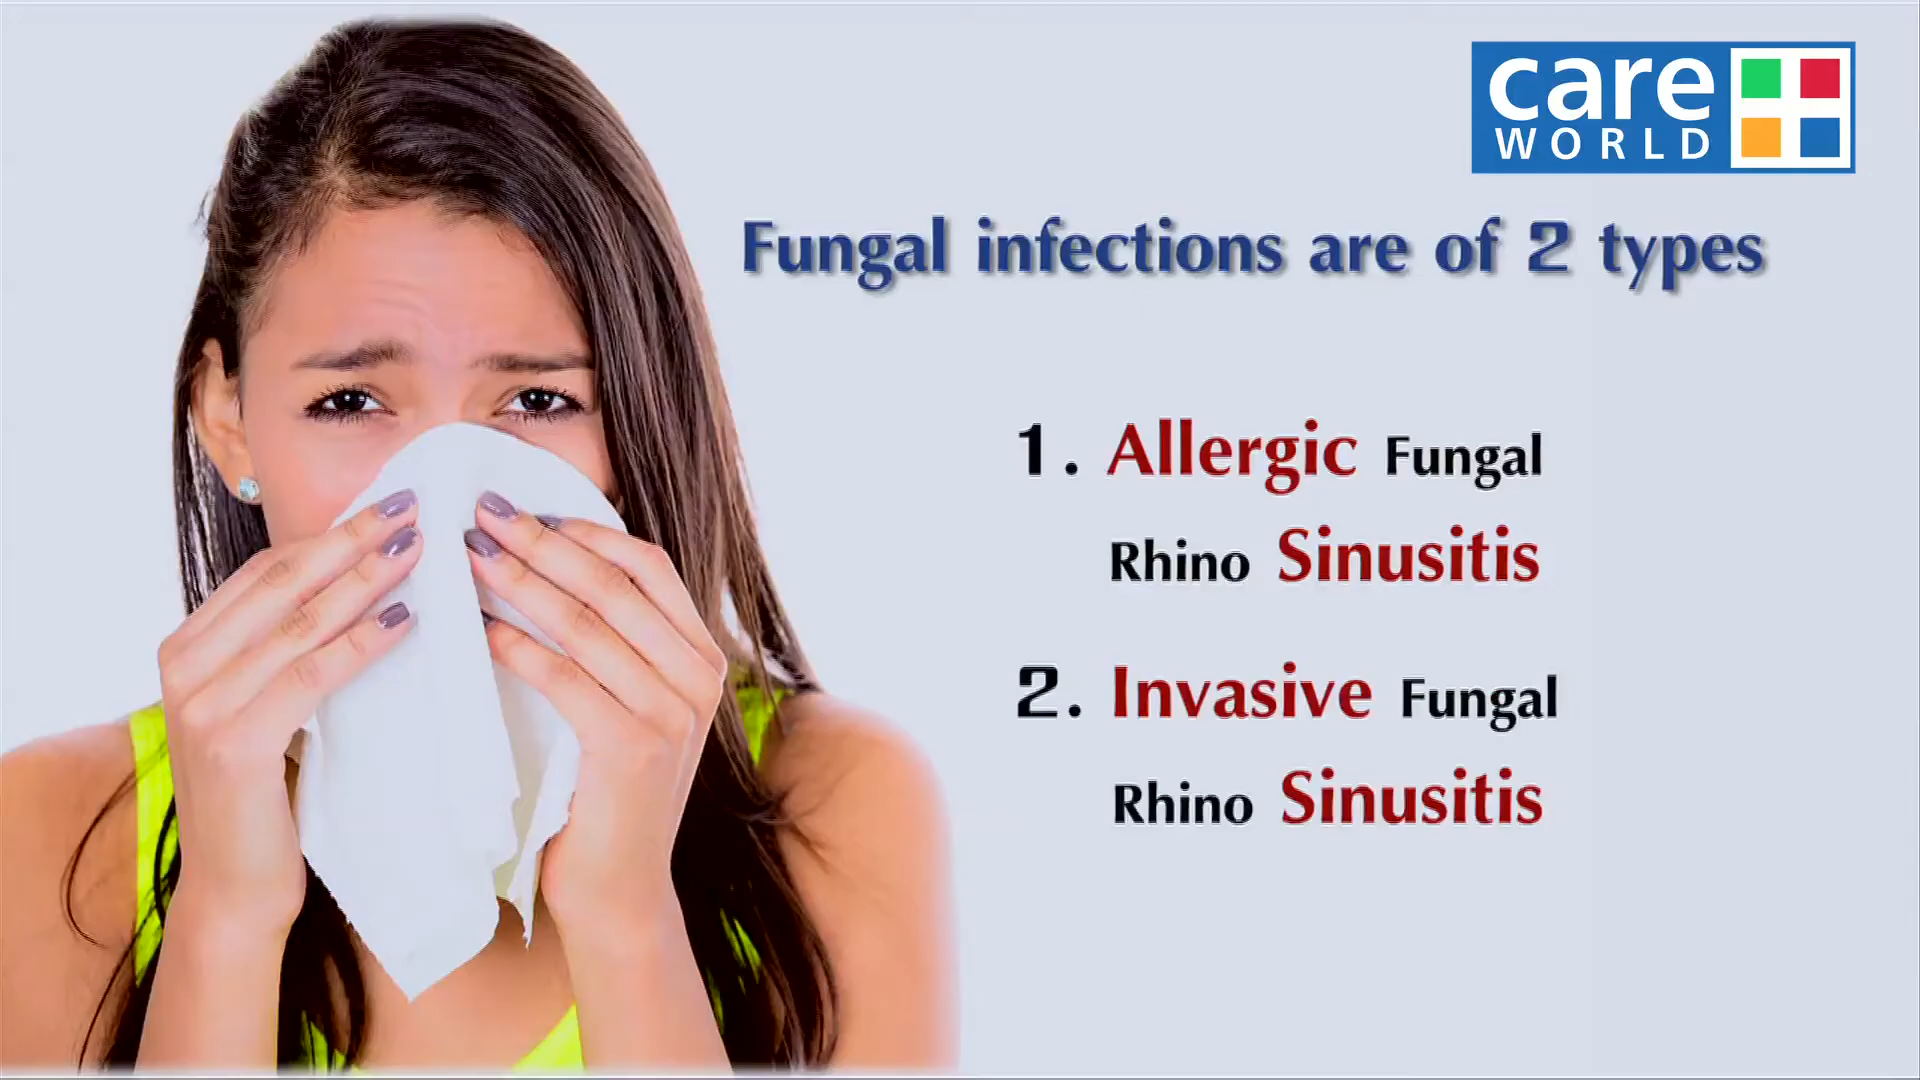 care
WORLD
Fungal infections are of 2 types
1. Allergic Fungal
Rhino Sinusitis
2. Invasive Fungal
Rhino Sinusitis